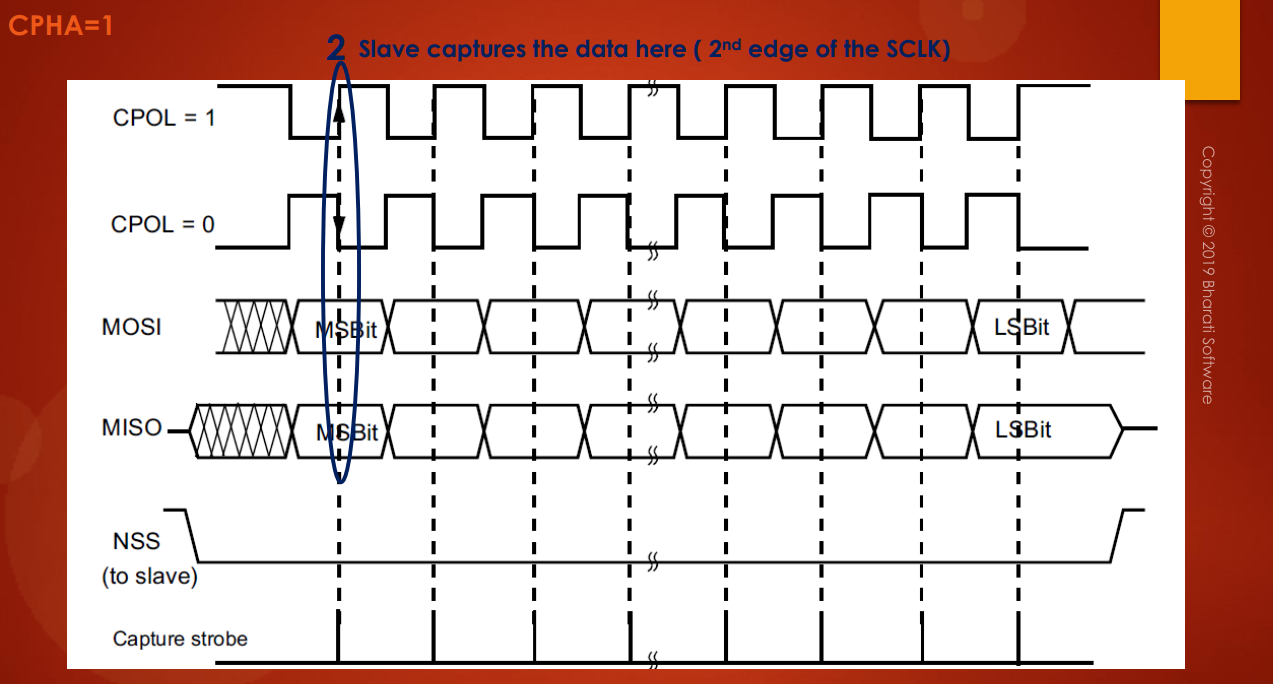 CPHA=1
2 Slave captures the data here ( 2nd edge of the SCLK)
CPOL = 1
CPOL = 0
MOSI
MSBit
LSBit
MISO
MSBit
LSBit
NSS
(to slave)
Capture strobe
Copyright © 2019 Bharati Software